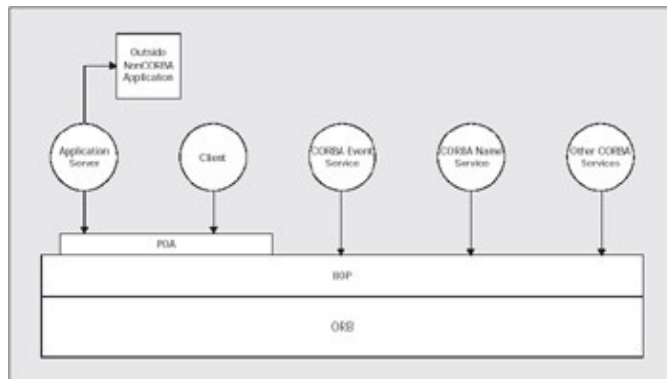 Outside
NonCORBA
Application
Application
Server
Client
CORBA Event
Service
CORBA Name
Service
Other CORBA
Services
POA
IIOP
ORB